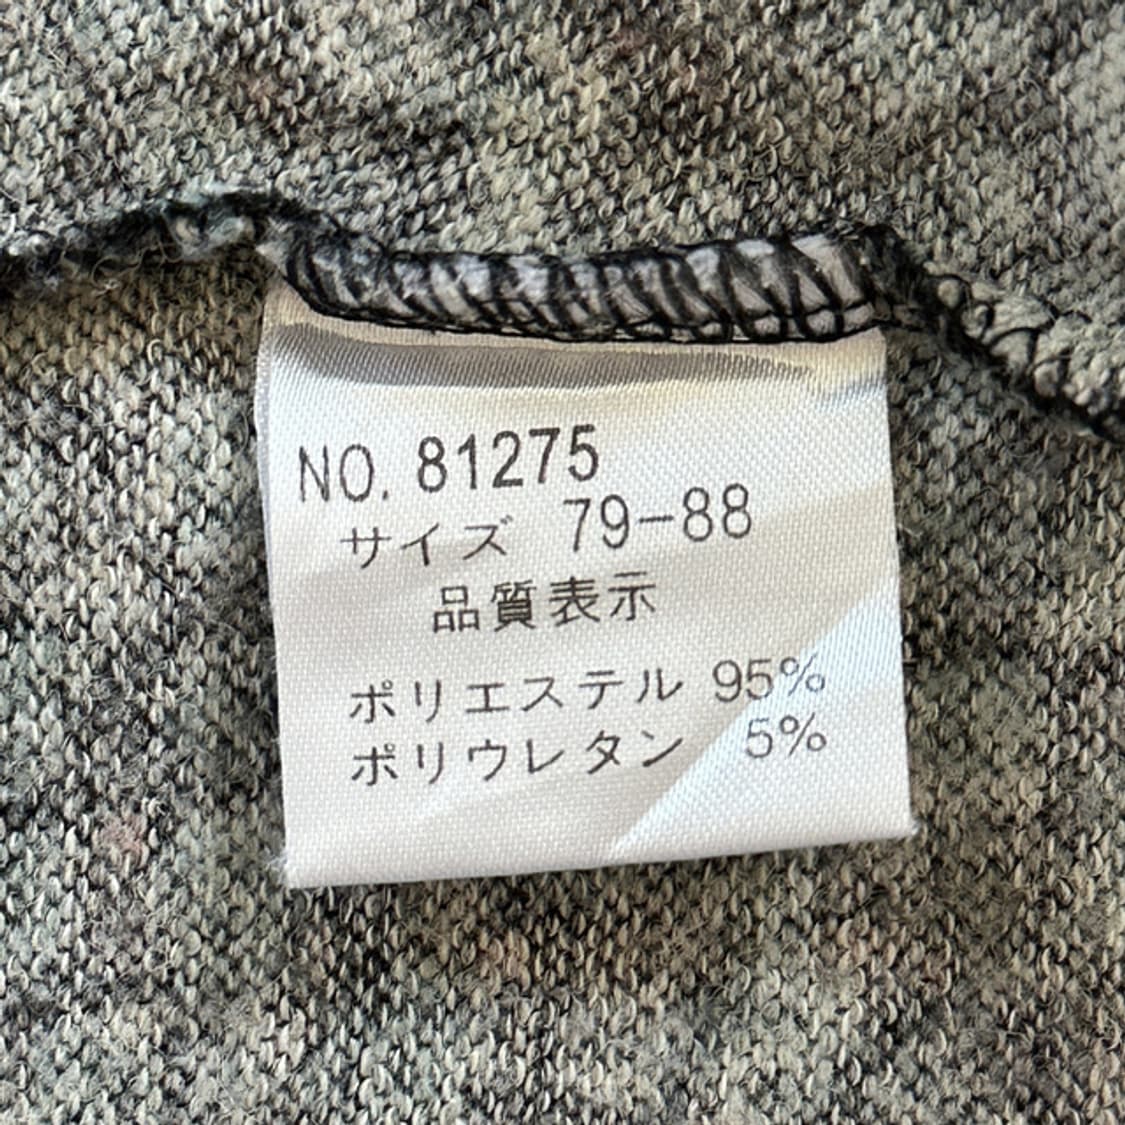 NO. 81275
サイズ 79-88
品質表示
ポリエステル 95%
ポリウレタン 5%